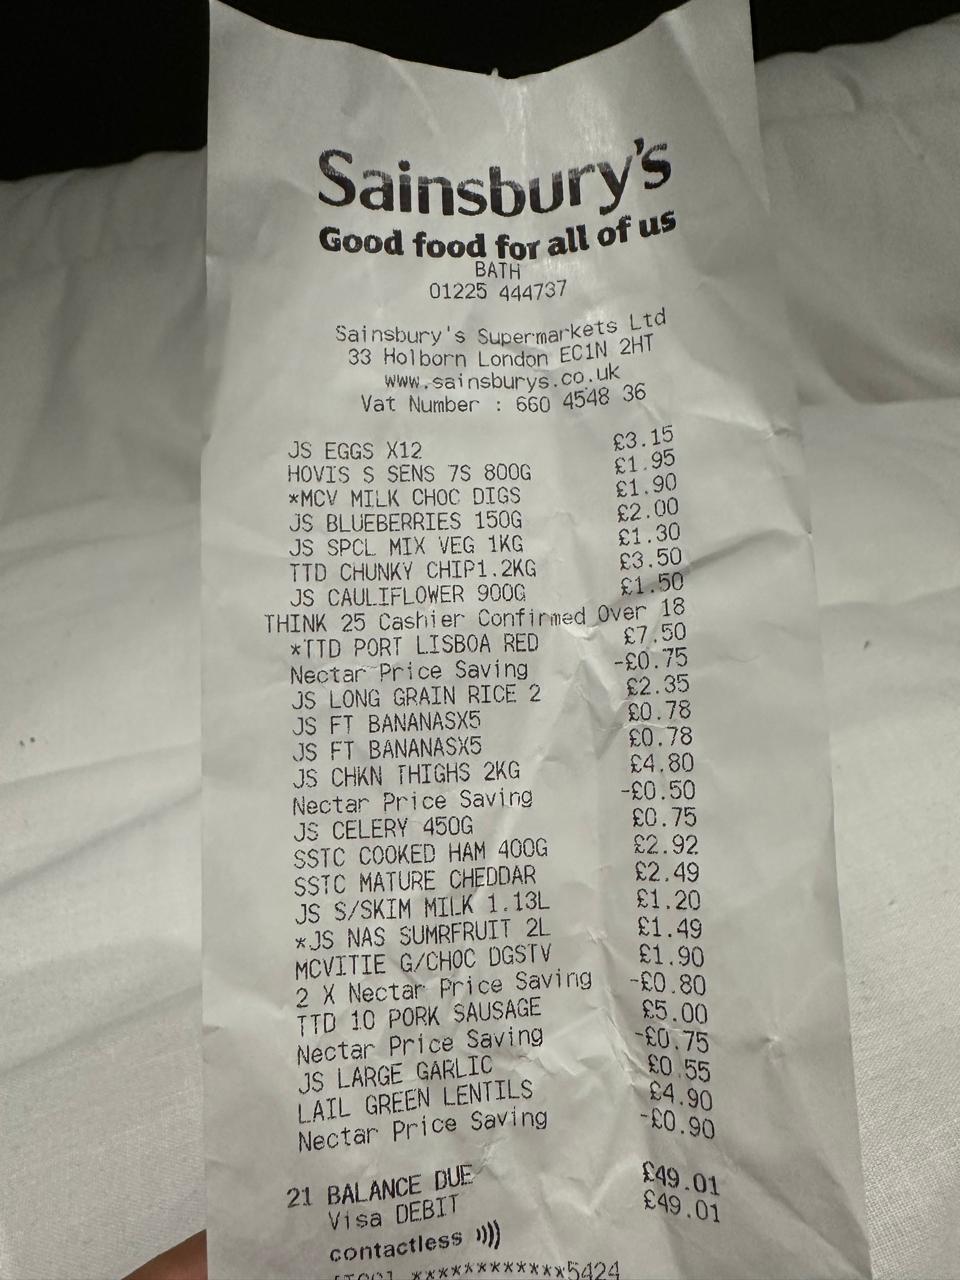 Sainsbury's
Good food for all of us
BATH
01225 444737
Sainsbury's Supermarkets Ltd
33 Holborn London EC1N 2HT
www.sainsburys.co.uk
Vat Number : 660 4548 36
JS EGGS X12 £3.15
HOVIS S SENS 7S 800G £1.95
*MCV MILK CHOC DIGS £1.90
JS BLUEBERRIES 150G £2.00
JS SPCL MIX VEG 1KG £1.30
TTD CHUNKY CHIP1.2KG £3.50
JS CAULIFLOWER 900G £1.50
THINK 25 Cashier Confirmed Over 18
*TTD PORT LISBOA RED £7.50
Nectar Price Saving -£0.75
JS LONG GRAIN RICE 2 £2.35
JS FT BANANASX5 £0.78
JS FT BANANASX5 £0.78
JS CHKN THIGHS 2KG £4.80
Nectar Price Saving -£0.50
JS CELERY 450G £0.75
SSTC COOKED HAM 400G £2.92
SSTC MATURE CHEDDAR £2.49
JS S/SKIM MILK 1.13L £1.20
*JS NAS SUMRFRUIT 2L £1.49
MCVITIE G/CHOC DGSTV £1.90
2 X Nectar Price Saving -£0.80
TTD 10 PORK SAUSAGE £5.00
Nectar Price Saving -£0.75
JS LARGE GARLIC £0.55
LAIL GREEN LENTILS £4.90
Nectar Price Saving -£0.90
21 BALANCE DUE £49.01
Visa DEBIT £49.01
contactless
************5424